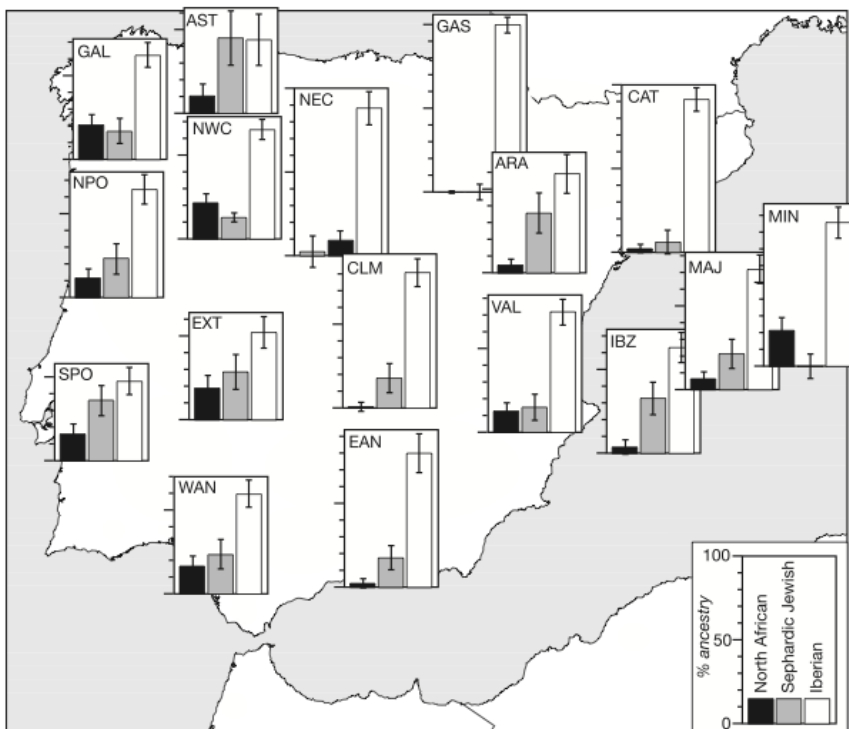 AST
GAL
GAS
NEC
CAT
NWC
ARA
NPO
MIN
CLM
MAJ
VAL
EXT
IBZ
SPO
EAN
WAN
100
50
0
% ancestry
North African
Sephardic Jewish
Iberian